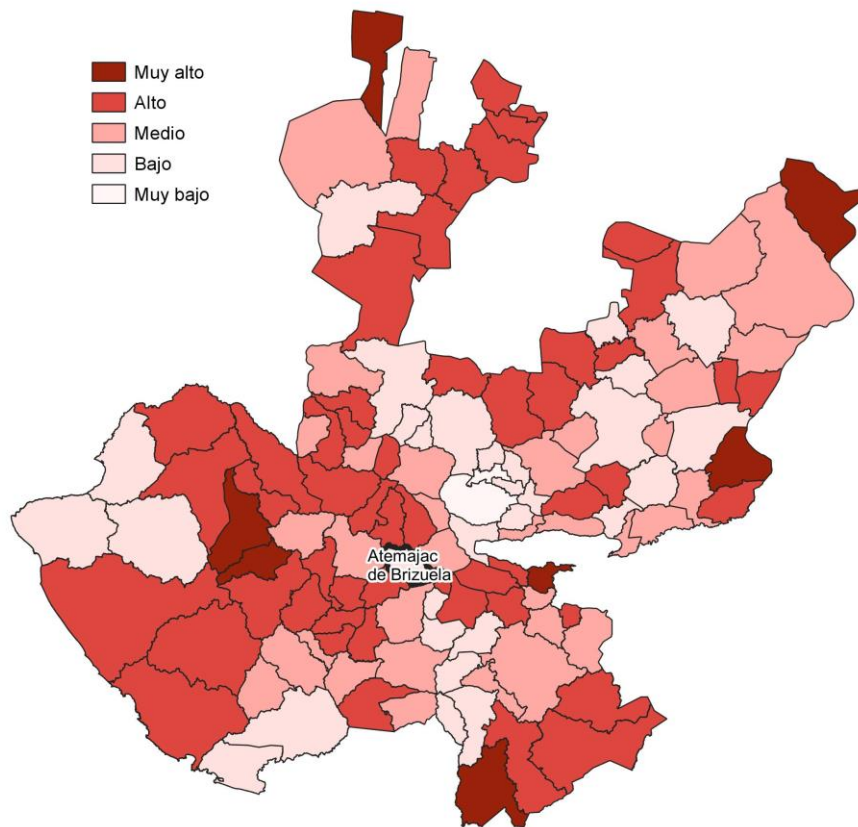 Muy alto
Alto
Medio
Bajo
Muy bajo
Atemajac
de Brizuela